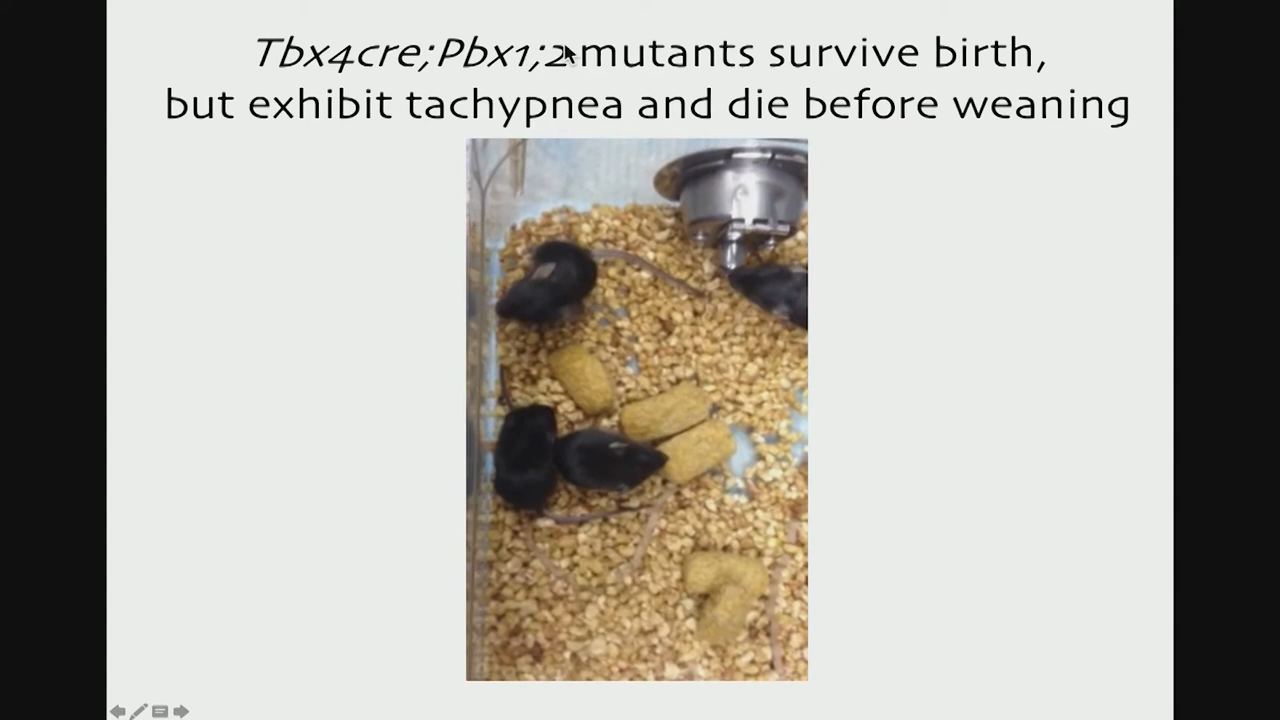 Tbx4cre;Pbx1;2 mutants survive birth,
but exhibit tachypnea and die before weaning